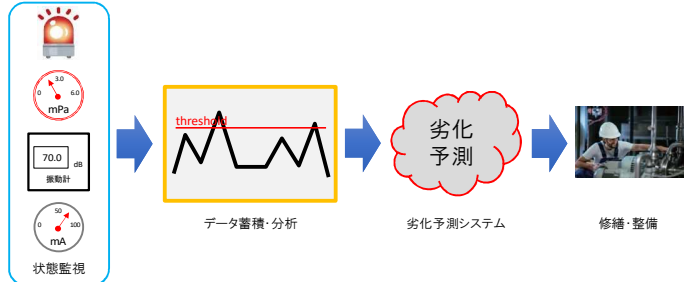 3.0
0
6.0
mPa
70.0
dB
振動計
50
0
100
mA
状態監視
threshold
データ蓄積・分析
劣化
予測
劣化予測システム
修繕・整備